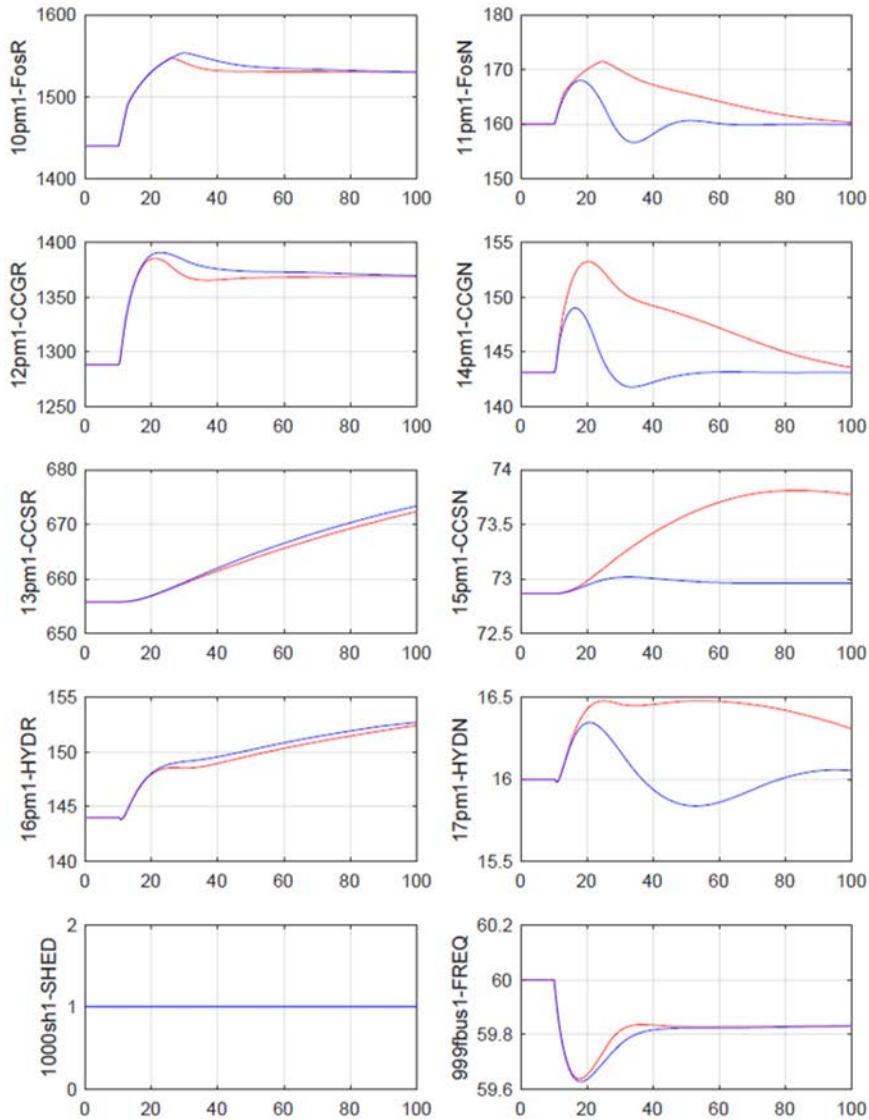 1600
1500
1400
10pm1-FosR
0 20 40 60 80 100
180
170
160
150
11pm1-FosN
0 20 40 60 80 100
1400
1350
1300
1250
12pm1-CCGR
0 20 40 60 80 100
155
150
145
140
14pm1-CCGN
0 20 40 60 80 100
680
670
660
650
13pm1-CCSR
0 20 40 60 80 100
74
73.5
73
72.5
15pm1-CCSN
0 20 40 60 80 100
155
150
145
140
16pm1-HYDR
0 20 40 60 80 100
16.5
16
15.5
17pm1-HYDN
0 20 40 60 80 100
2
1
0
1000sh1-SHED
0 20 40 60 80 100
60.2
60
59.8
59.6
999fbus1-FREQ
0 20 40 60 80 100